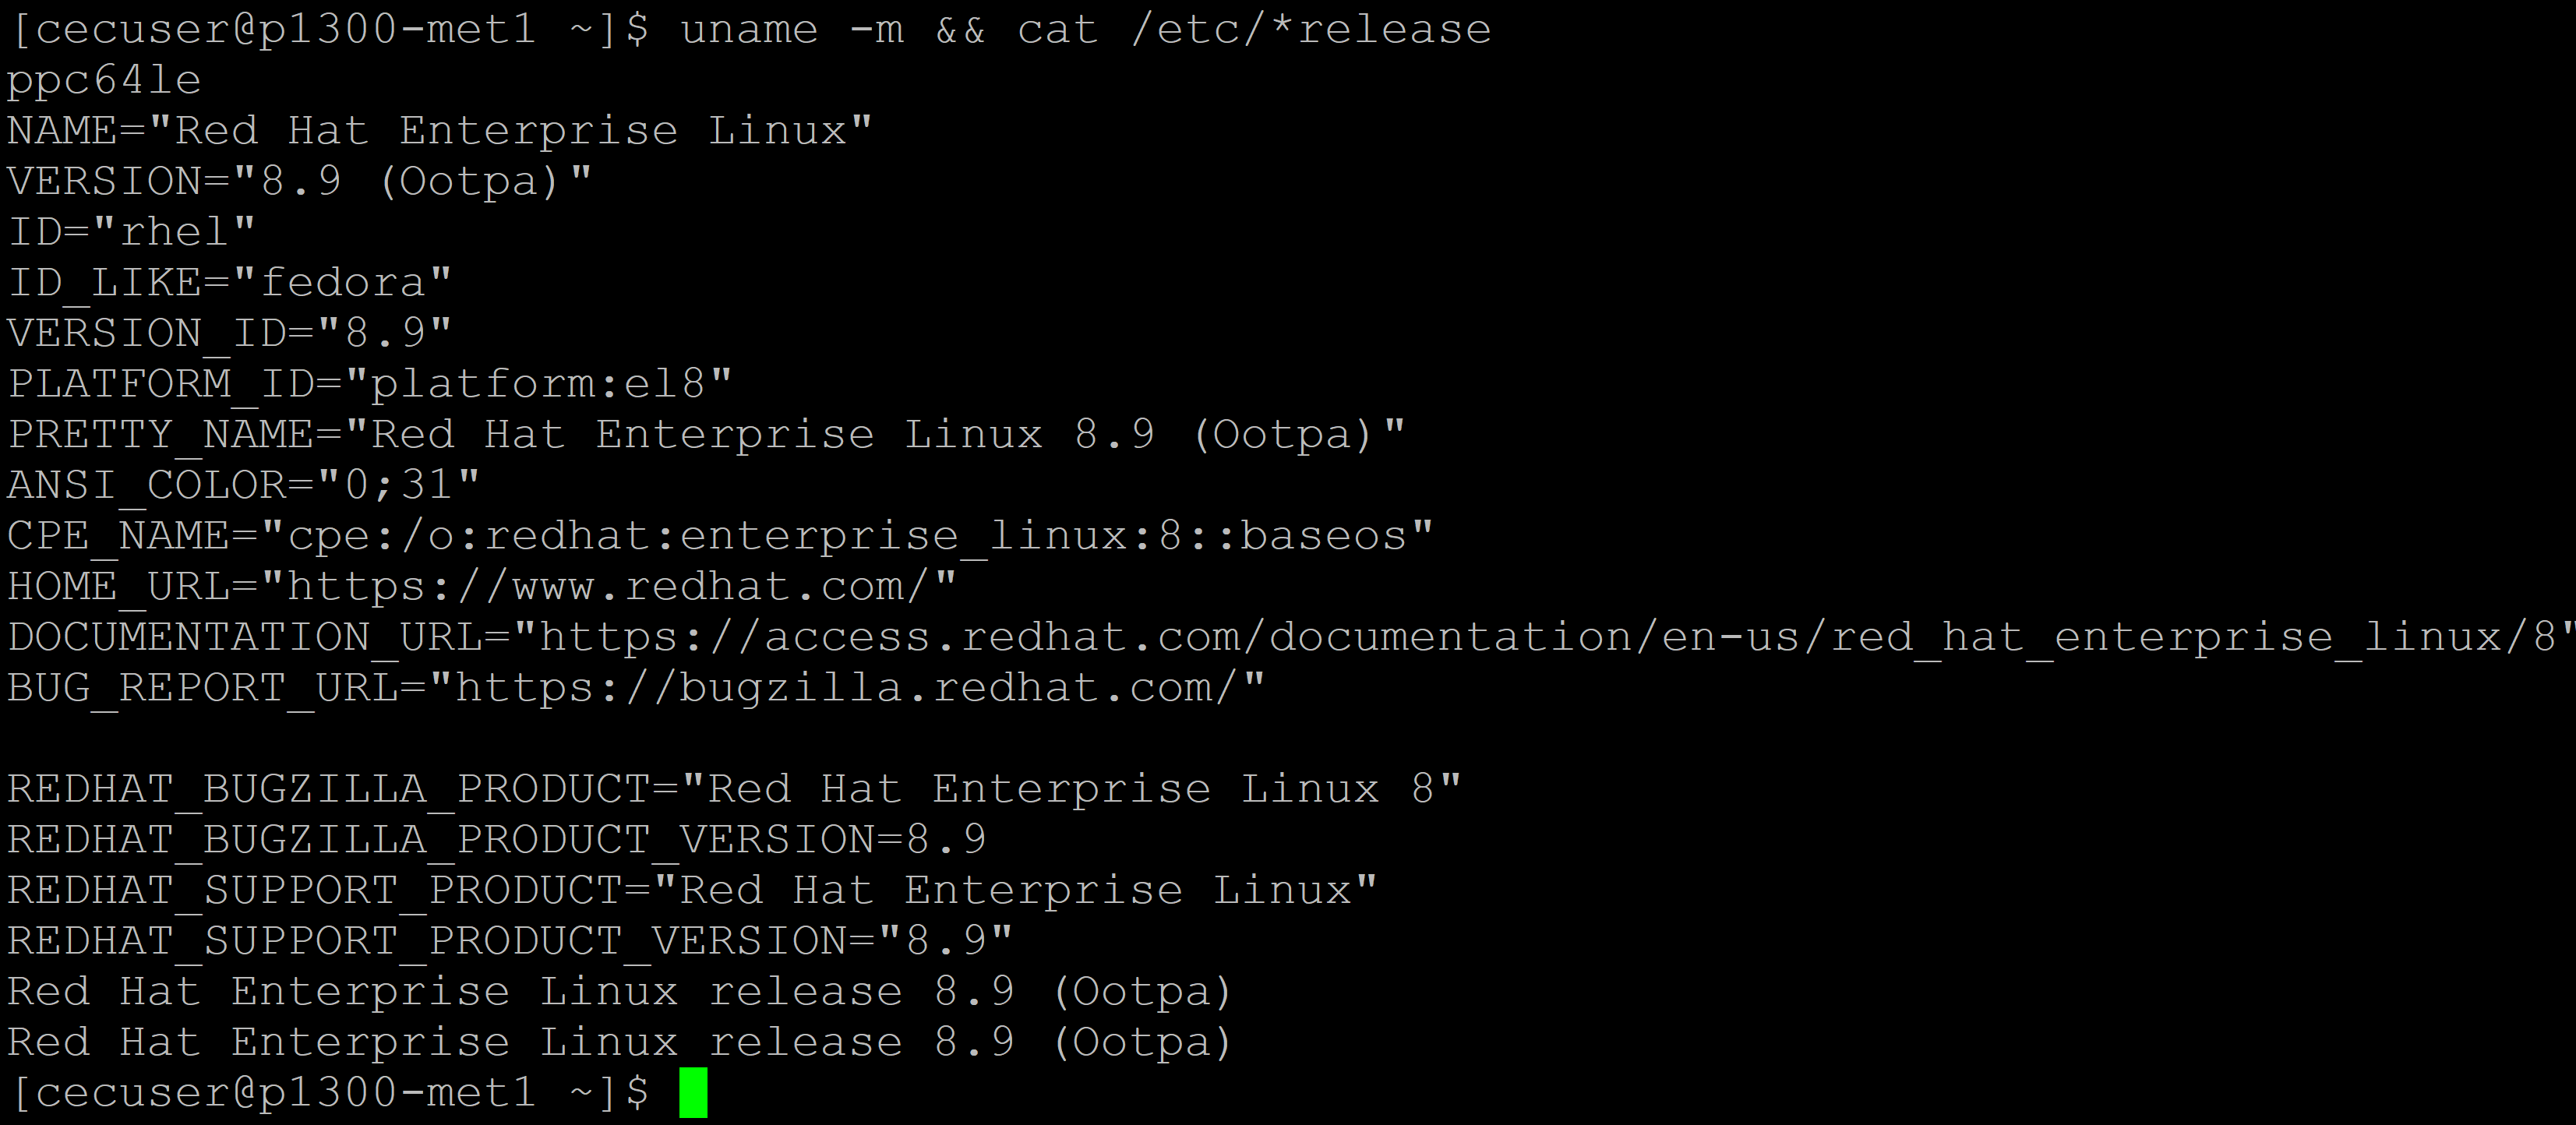 [cecuser@p1300-met1 ~]$ uname -m && cat /etc/*release
ppc64le
NAME="Red Hat Enterprise Linux"
VERSION="8.9 (Ootpa)"
ID="rhel"
ID_LIKE="fedora"
VERSION_ID="8.9"
PLATFORM_ID="platform:el8"
PRETTY_NAME="Red Hat Enterprise Linux 8.9 (Ootpa)"
ANSI_COLOR="0;31"
CPE_NAME="cpe:/o:redhat:enterprise_linux:8::baseos"
HOME_URL="https://www.redhat.com/"
DOCUMENTATION_URL="https://access.redhat.com/documentation/en-us/red_hat_enterprise_linux/8"
BUG_REPORT_URL="https://bugzilla.redhat.com/"

REDHAT_BUGZILLA_PRODUCT="Red Hat Enterprise Linux 8"
REDHAT_BUGZILLA_PRODUCT_VERSION=8.9
REDHAT_SUPPORT_PRODUCT="Red Hat Enterprise Linux"
REDHAT_SUPPORT_PRODUCT_VERSION="8.9"
Red Hat Enterprise Linux release 8.9 (Ootpa)
Red Hat Enterprise Linux release 8.9 (Ootpa)
[cecuser@p1300-met1 ~]$